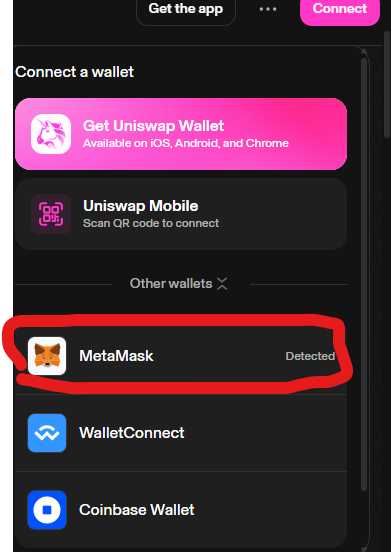 Get the app
Connect
Connect a wallet
Get Uniswap Wallet
Available on iOS, Android, and Chrome
Uniswap Mobile
Scan QR code to connect
Other wallets
MetaMask
Detected
WalletConnect
Coinbase Wallet